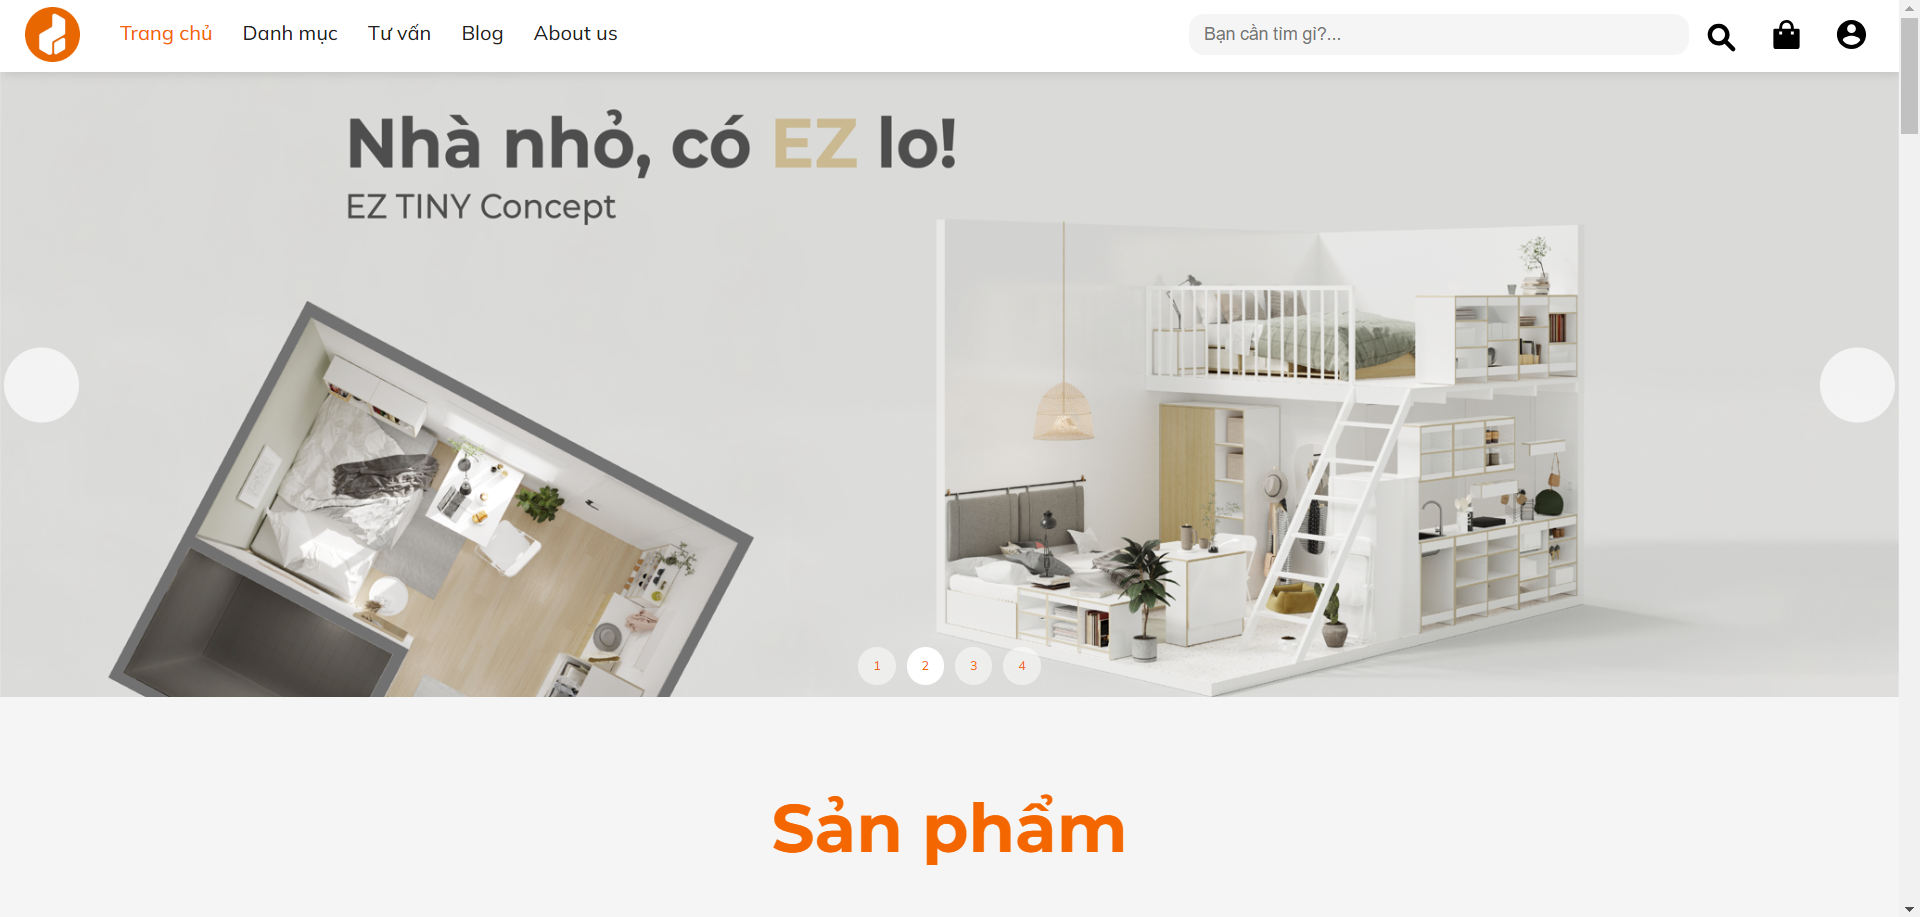 Trang chủ Danh mục Tư vấn Blog About us Bạn cần tìm gì?...
Nhà nhỏ, có EZ lo!
EZ TINY Concept
1 2 3 4
Sản phẩm